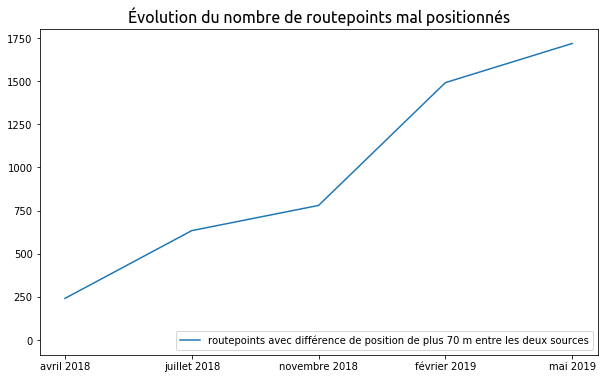 Évolution du nombre de routepoints mal positionnés
1750
1500
1250
1000
750
500
250
0
routepoints avec différence de position de plus 70 m entre les deux sources
avril 2018
juillet 2018
novembre 2018
février 2019
mai 2019